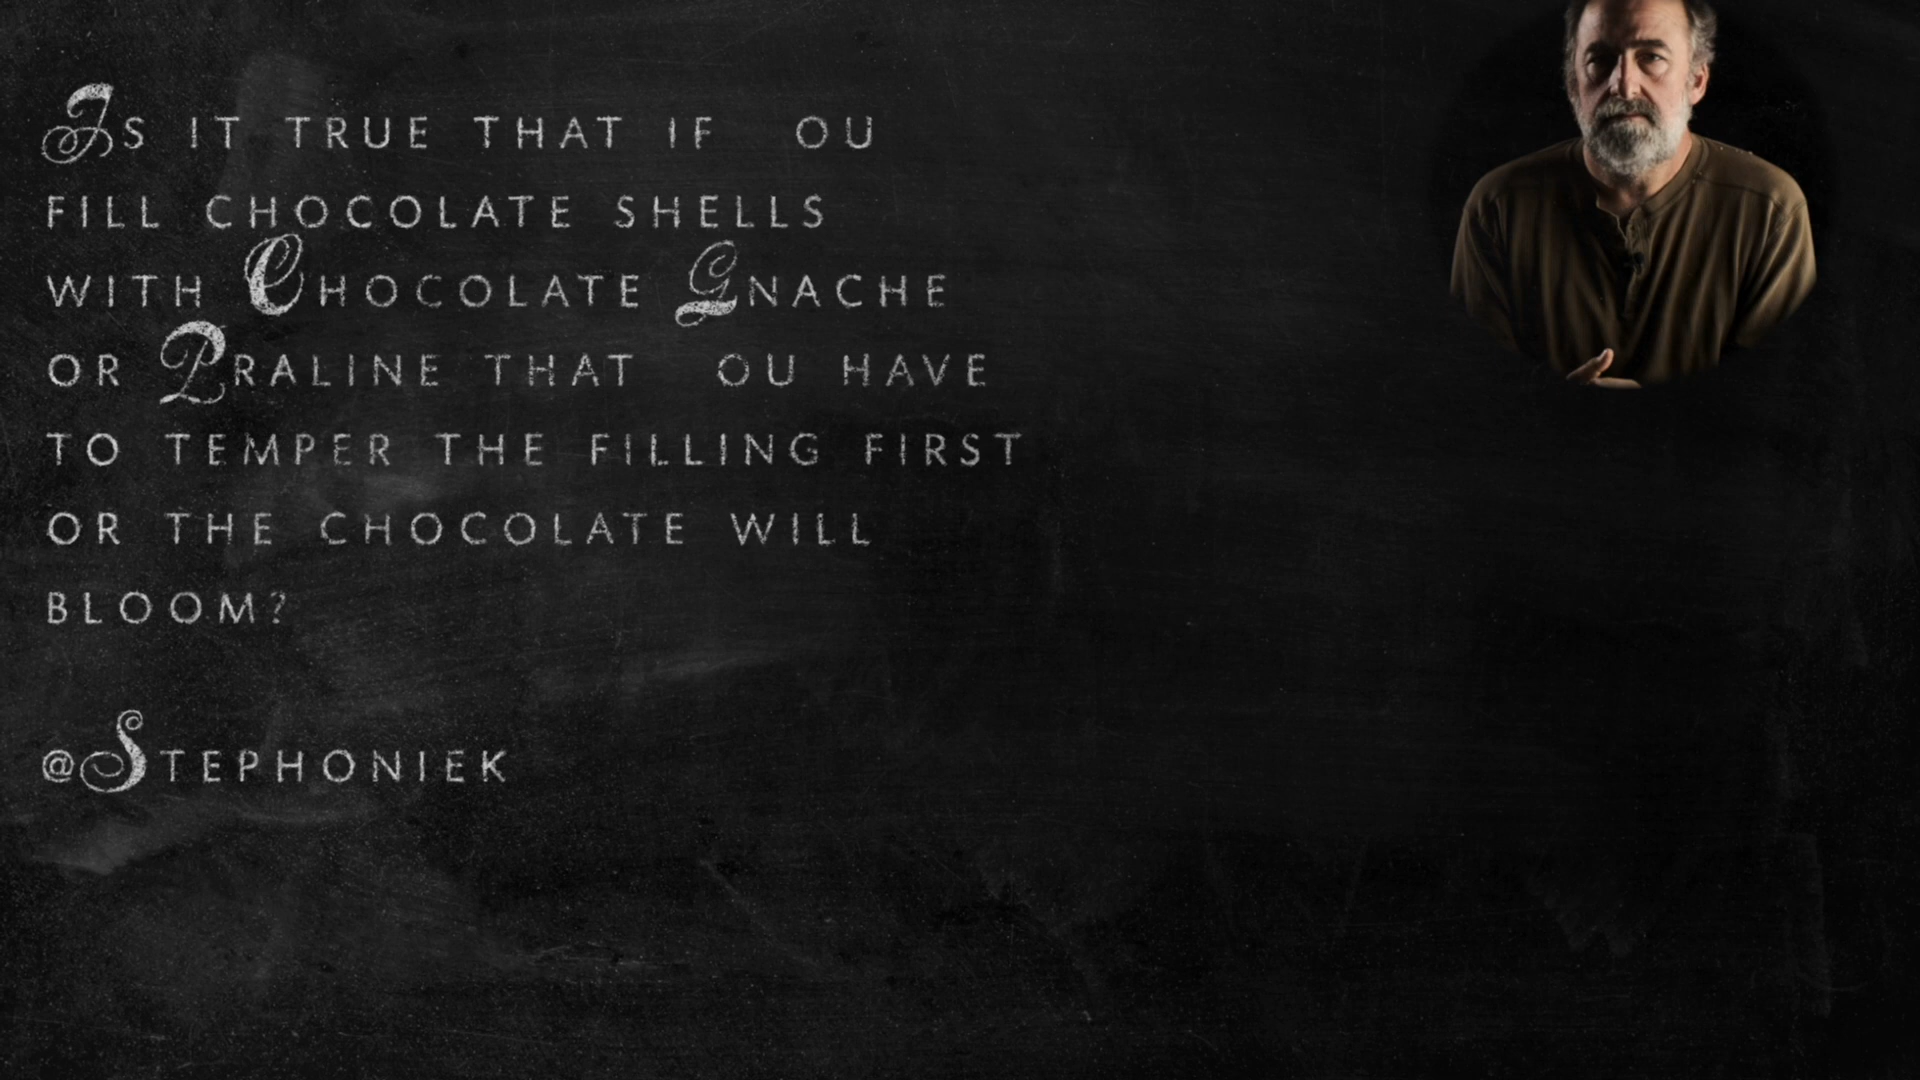 Is it true that if ou
fill chocolate shells
with Chocolate Gnache
or Praline that ou have
to temper the filling first
or the chocolate will
bloom?
@Stephoniek